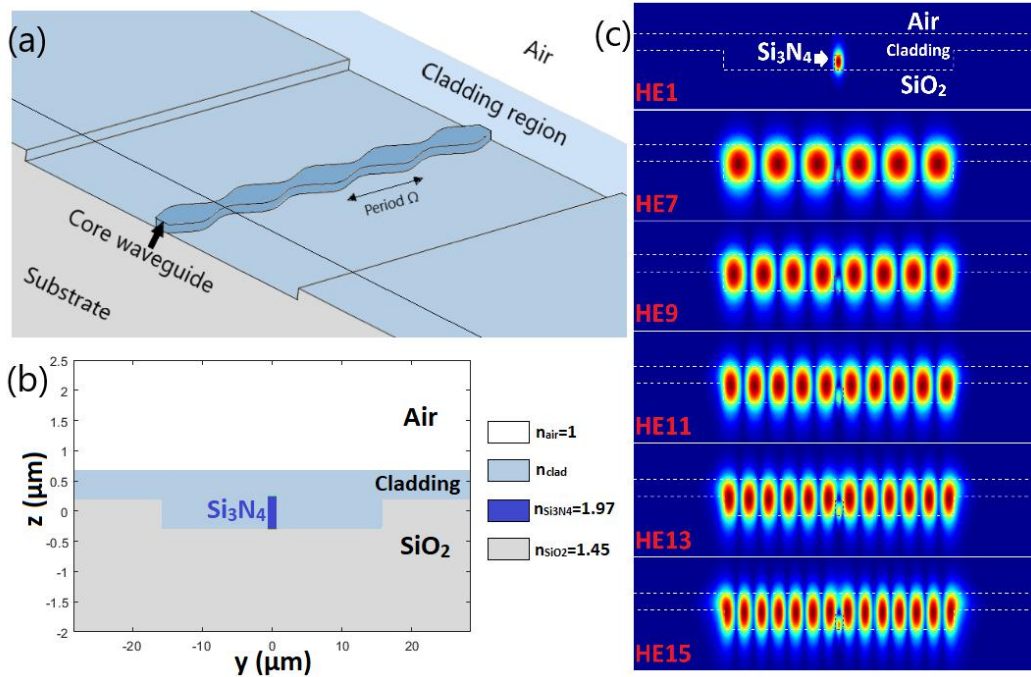 (a)
Air
Cladding region
Period Ω
Core waveguide
Substrate
(b)
2.5
2
1.5
1
0.5
0
-0.5
-1
-1.5
-2
z (μm)
-20
-10
0
10
20
y (μm)
Air
Cladding
Si3N4
SiO2
nair=1
nclad
nSi3N4=1.97
nSiO2=1.45
(c)
Air
Si3N4
Cladding
SiO2
HE1
HE7
HE9
HE11
HE13
HE15